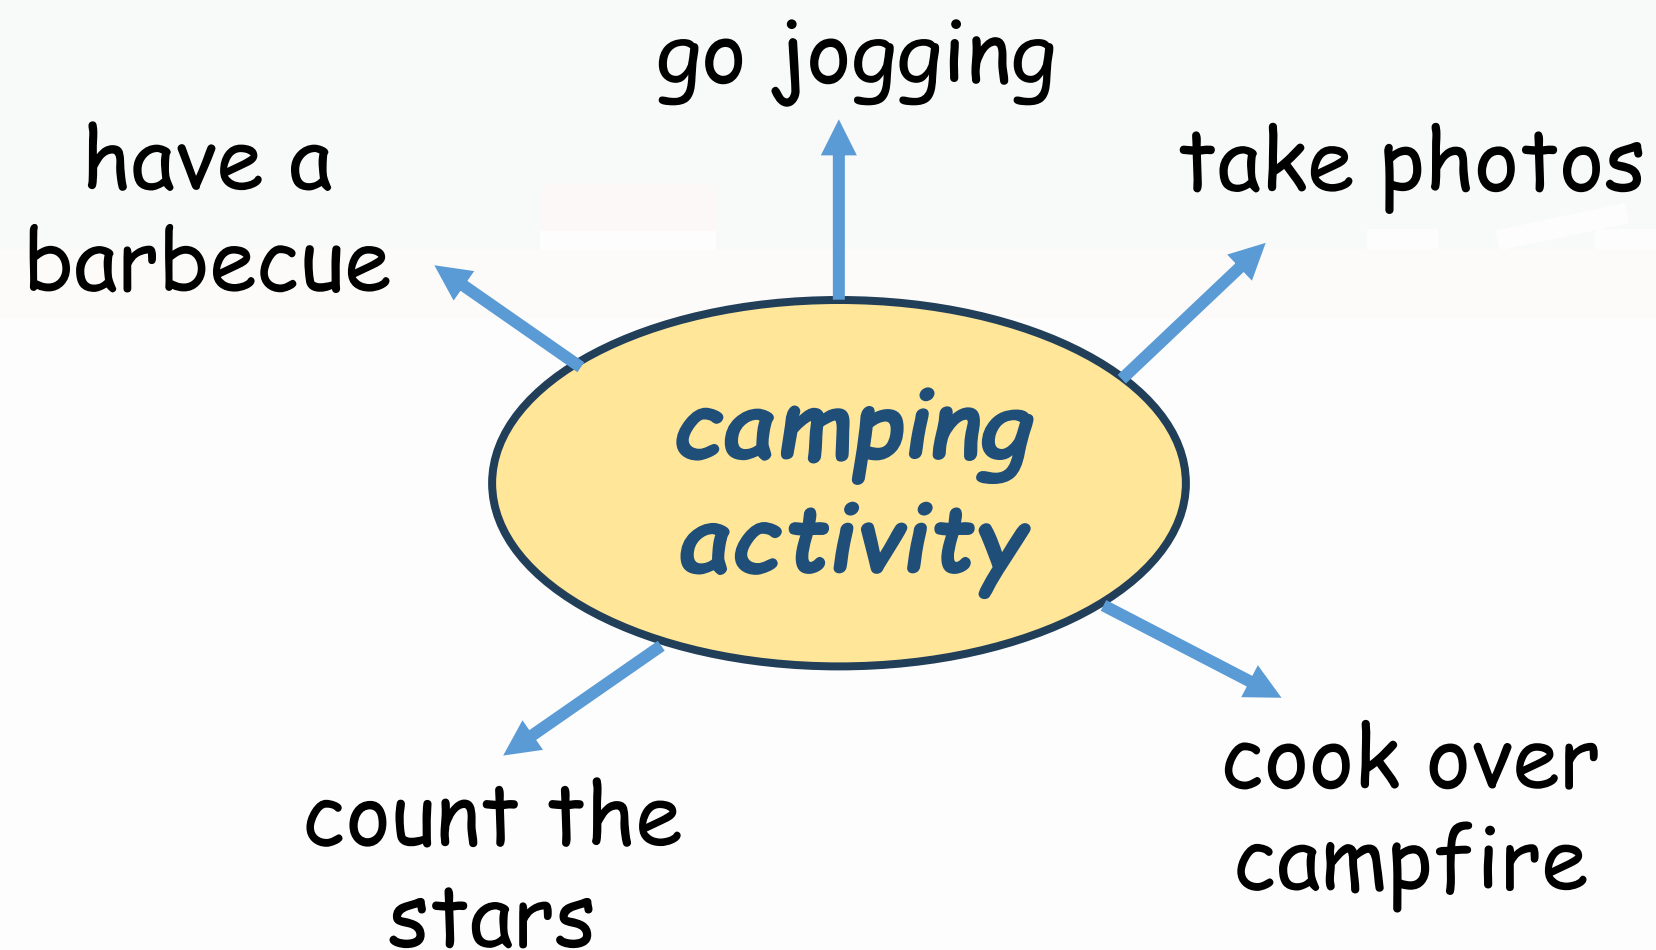 go jogging
have a
barbecue
take photos
camping
activity
count the
stars
cook over
campfire